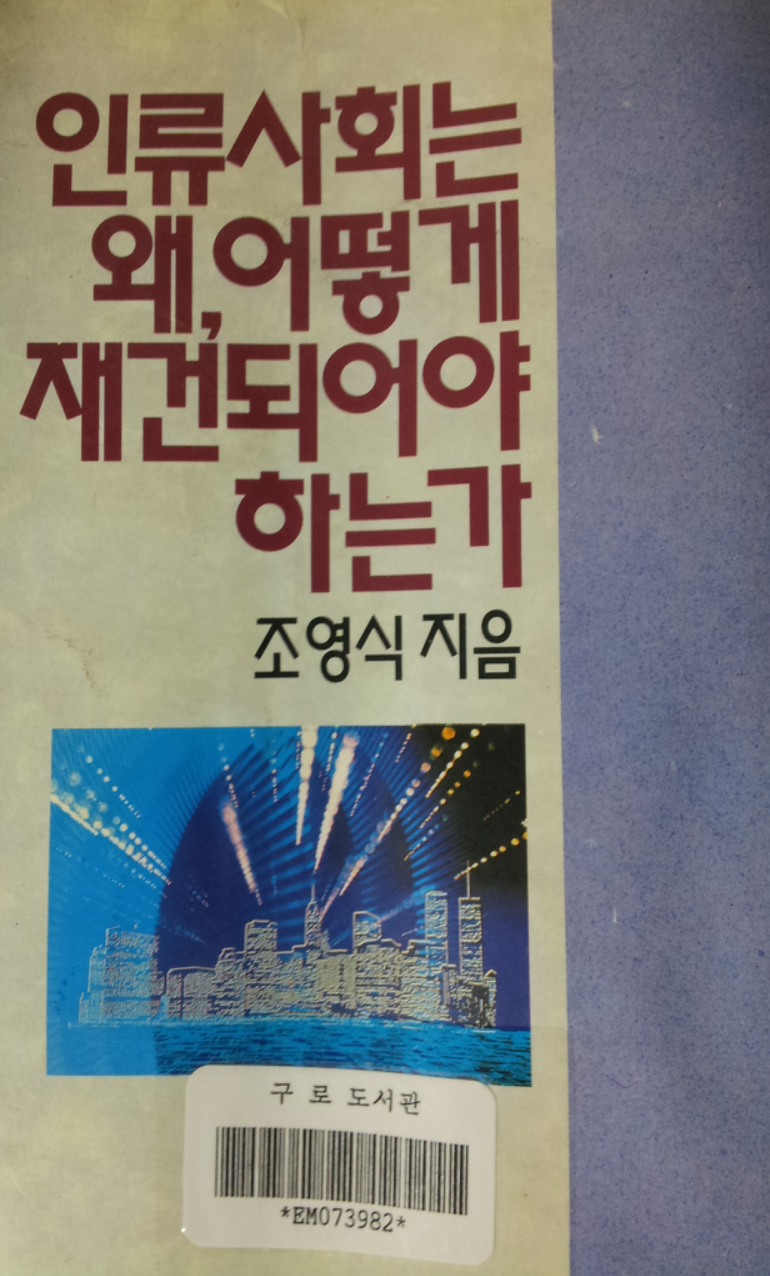 인류사회는
왜,어떻게
재건되어야
하는가
조영식 지음
구로 도서관
*EM073982*